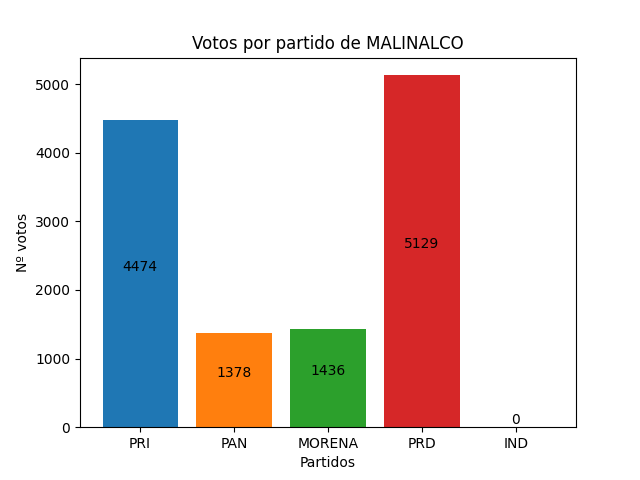 Votos por partido de MALINALCO
Nº votos
5000
4000
3000
2000
1000
0
4474
1378
1436
5129
0
PRI
PAN
MORENA
PRD
IND
Partidos